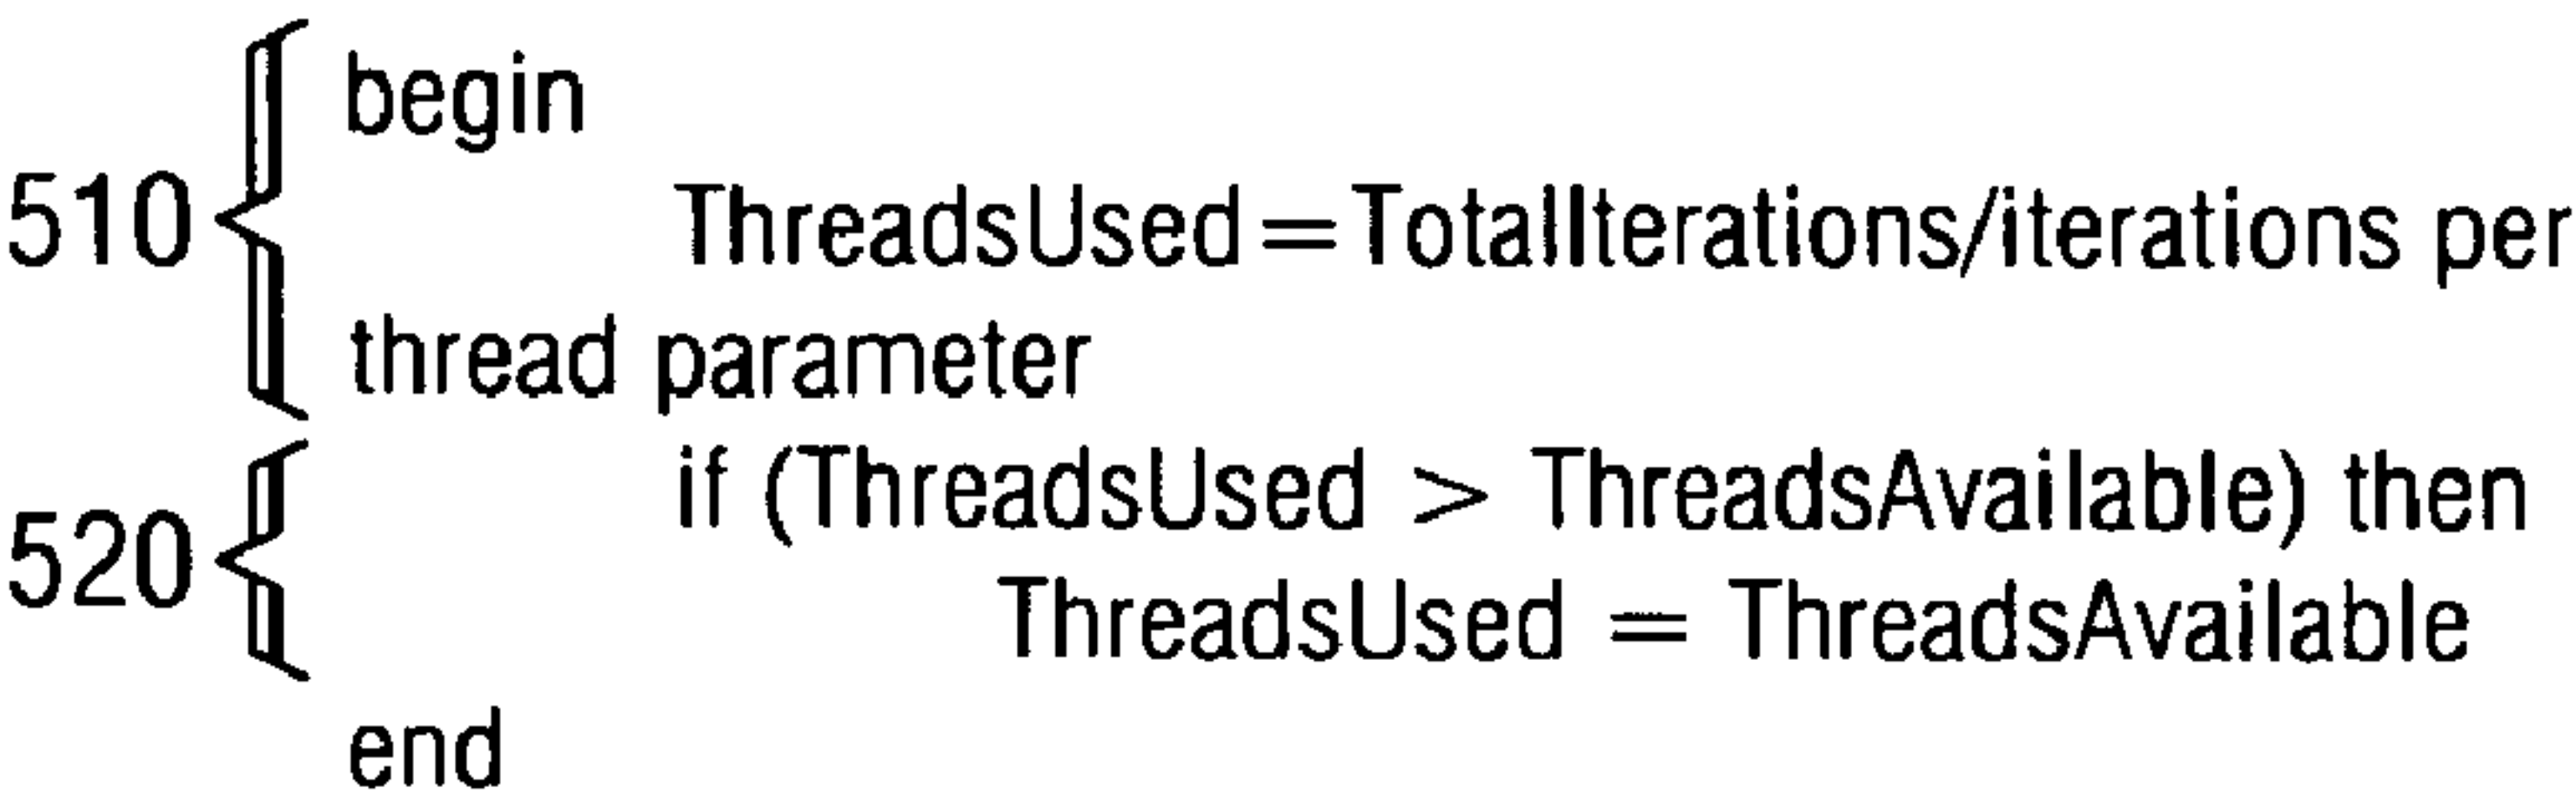 begin
510 ThreadsUsed=TotalIterations/iterations per
thread parameter
if (ThreadsUsed > ThreadsAvailable) then
520 ThreadsUsed = ThreadsAvailable
end